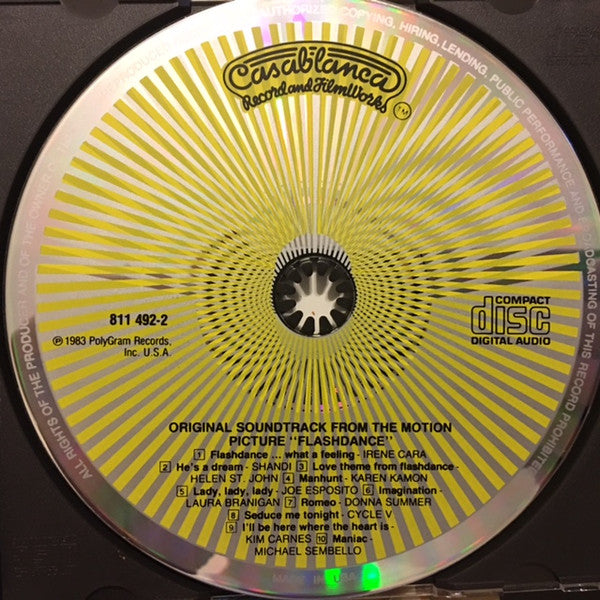 Casablanca
Record and FilmWorks
TM
811 492-2
℗ 1983 PolyGram Records,
Inc. U.S.A.
COMPACT
disc
DIGITAL AUDIO
ORIGINAL SOUNDTRACK FROM THE MOTION
PICTURE "FLASHDANCE"
1 Flashdance ... what a feeling - IRENE CARA
2 He's a dream - SHANDI 3 Love theme from flashdance -
HELEN ST. JOHN 4 Manhunt - KAREN KAMON
5 Lady, lady, lady - JOE ESPOSITO 6 Imagination -
LAURA BRANIGAN 7 Romeo - DONNA SUMMER
8 Seduce me tonight - CYCLE V
9 I'll be here where the heart is -
KIM CARNES 10 Maniac -
MICHAEL SEMBELLO
ALL RIGHTS OF THE PRODUCER AND OF THE OWNER OF THE REPRODUCED AUTHORIZED COPYING, HIRING, LENDING, PUBLIC PERFORMANCE AND BROADCASTING OF THIS RECORD PROHIBITED
MADE IN U.S.A.